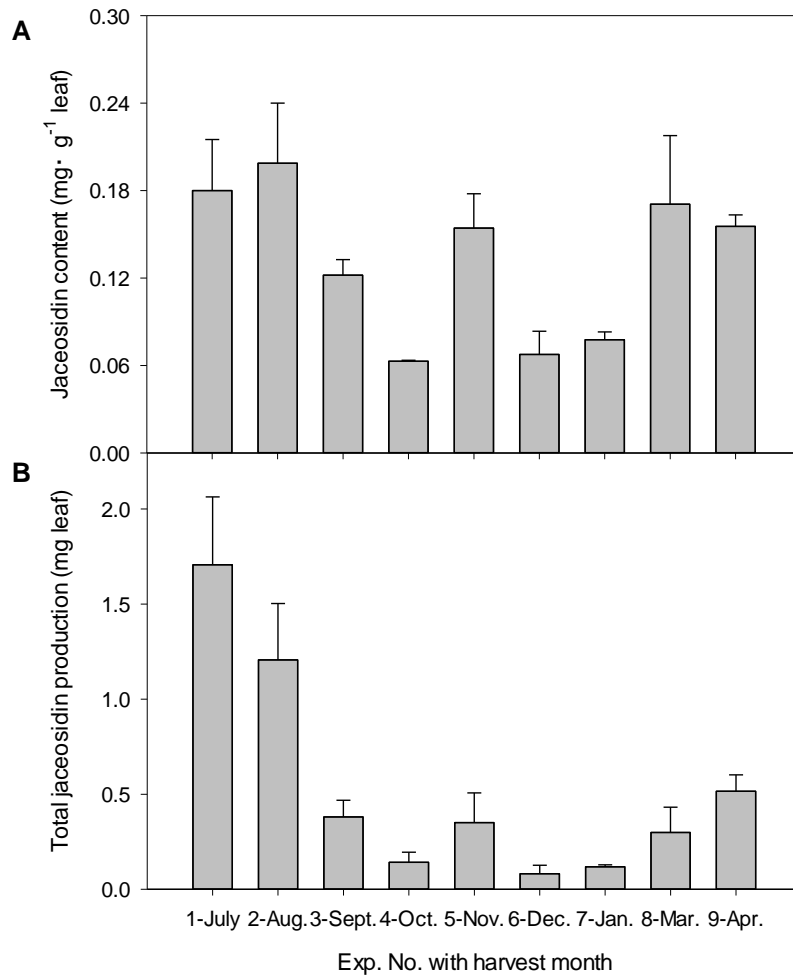 A
Jaceosidin content (mg· g⁻¹ leaf)
0.30
0.24
0.18
0.12
0.06
0.00
B
Total jaceosidin production (mg leaf)
2.0
1.5
1.0
0.5
0.0
1-July 2-Aug. 3-Sept. 4-Oct. 5-Nov. 6-Dec. 7-Jan. 8-Mar. 9-Apr.
Exp. No. with harvest month